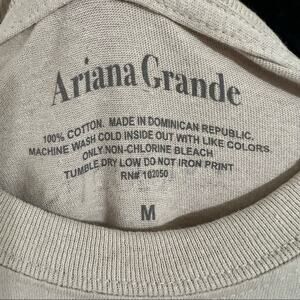 Ariana Grande
100% COTTON. MADE IN DOMINICAN REPUBLIC.
MACHINE WASH COLD INSIDE OUT WITH LIKE COLORS
ONLY NON-CHLORINE BLEACH
TUMBLE DRY LOW DO NOT IRON PRINT
RN# 102050
M